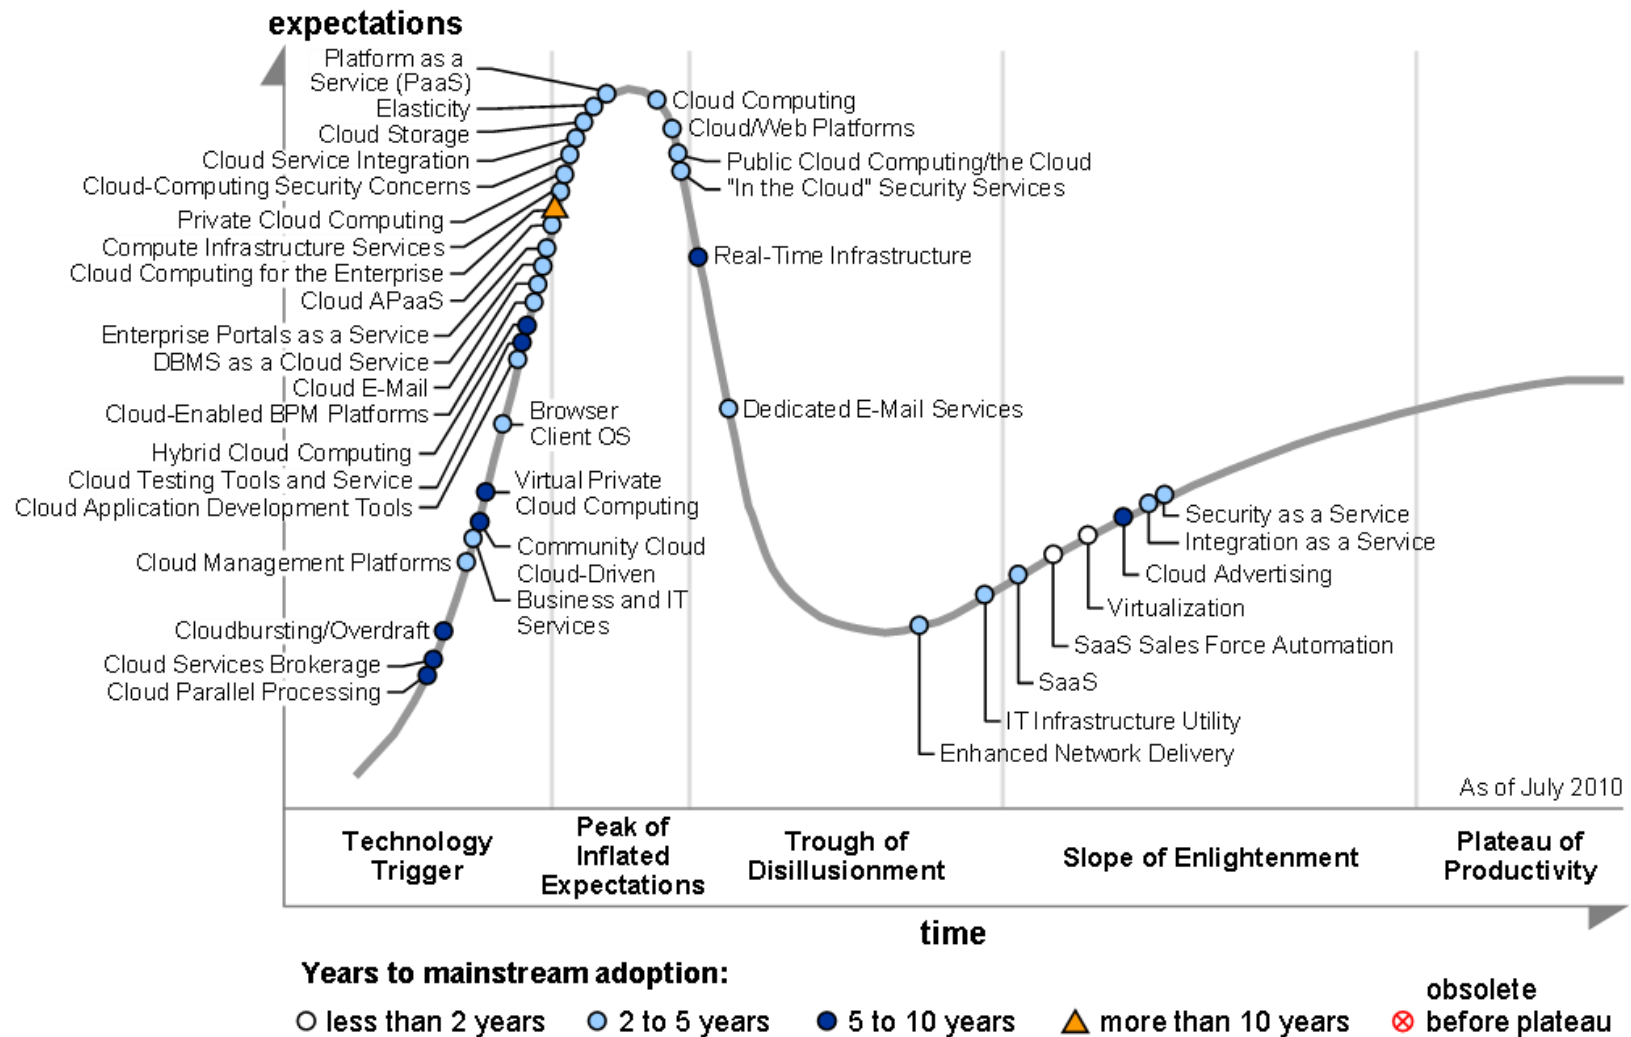 expectations
Platform as a
Service (PaaS)
Elasticity
Cloud Storage
Cloud Service Integration
Cloud-Computing Security Concerns
Private Cloud Computing
Compute Infrastructure Services
Cloud Computing for the Enterprise
Cloud APaaS
Enterprise Portals as a Service
DBMS as a Cloud Service
Cloud E-Mail
Cloud-Enabled BPM Platforms
Hybrid Cloud Computing
Cloud Testing Tools and Service
Cloud Application Development Tools
Cloud Management Platforms
Cloudbursting/Overdraft
Cloud Services Brokerage
Cloud Parallel Processing
Browser
Client OS
Virtual Private
Cloud Computing
Community Cloud
Cloud-Driven
Business and IT
Services
Cloud Computing
Cloud/Web Platforms
Public Cloud Computing/the Cloud
"In the Cloud" Security Services
Real-Time Infrastructure
Dedicated E-Mail Services
Security as a Service
Integration as a Service
Cloud Advertising
Virtualization
SaaS Sales Force Automation
SaaS
IT Infrastructure Utility
Enhanced Network Delivery
As of July 2010
Technology
Trigger
Peak of
Inflated
Expectations
Trough of
Disillusionment
Slope of Enlightenment
Plateau of
Productivity
time
Years to mainstream adoption:
less than 2 years
2 to 5 years
5 to 10 years
more than 10 years
obsolete
before plateau